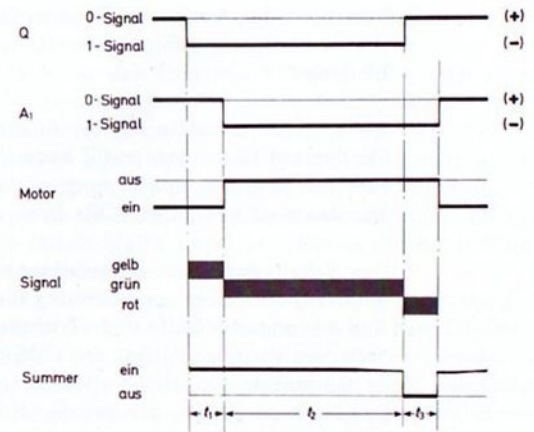 Q 0-Signal (+)
1-Signal (-)
A₁ 0-Signal (+)
1-Signal (-)
Motor aus
ein
Signal gelb
grün
rot
Summer ein
aus
t₁ t₂ t₃